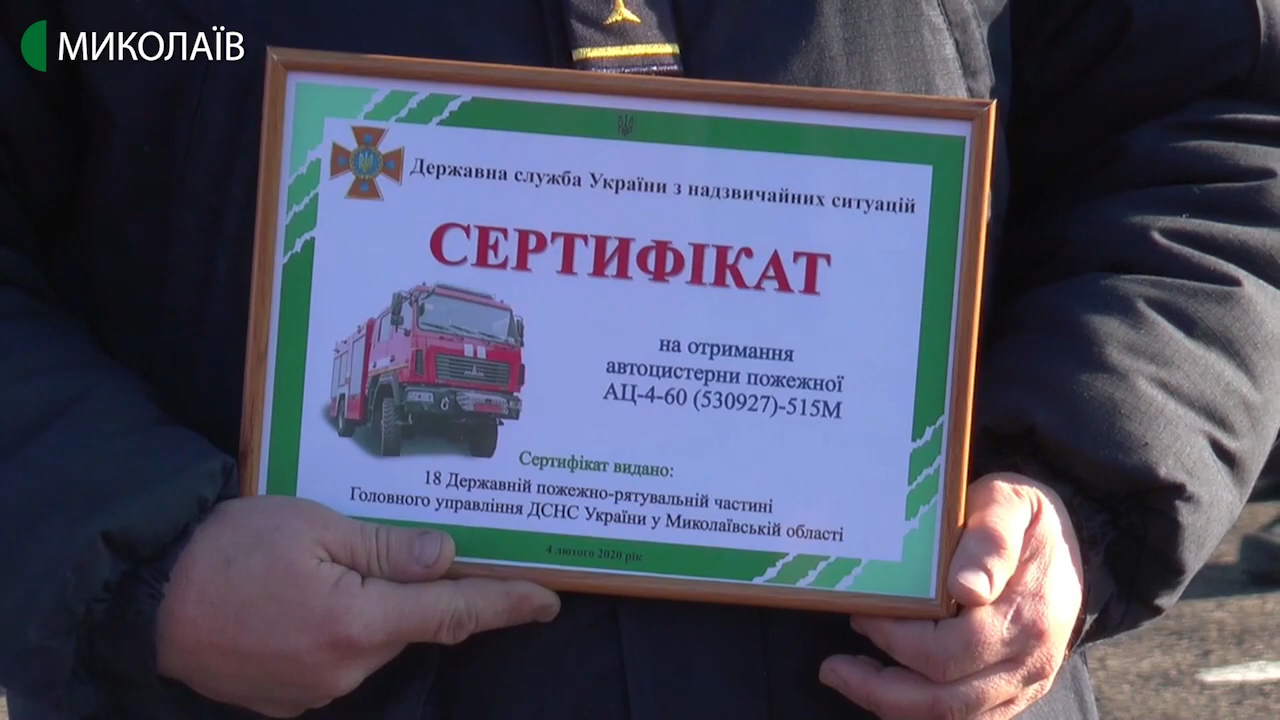 МИКОЛАЇВ
Державна служба України з надзвичайних ситуацій
СЕРТИФІКАТ
на отримання
автоцистерни пожежної
АЦ-4-60 (530927)-515М
Сертифікат видано:
18 Державній пожежно-рятувальній частині
Головного управління ДСНС України у Миколаївській області
4 лютого 2020 рік